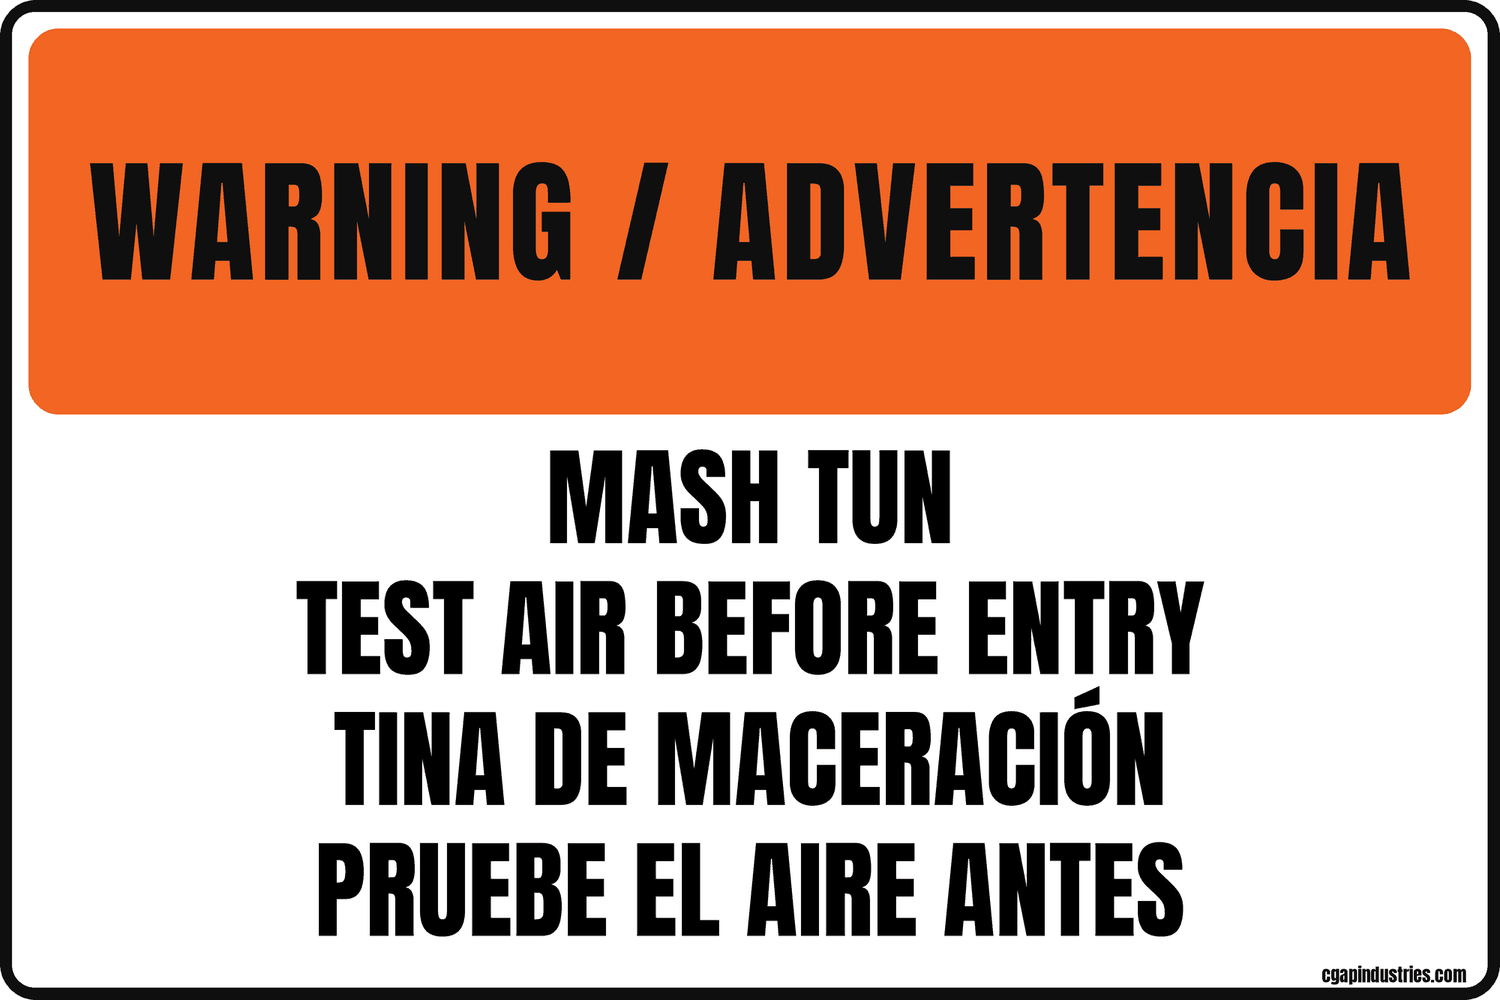 WARNING / ADVERTENCIA
MASH TUN
TEST AIR BEFORE ENTRY
TINA DE MACERACIÓN
PRUEBE EL AIRE ANTES
cgapindustries.com